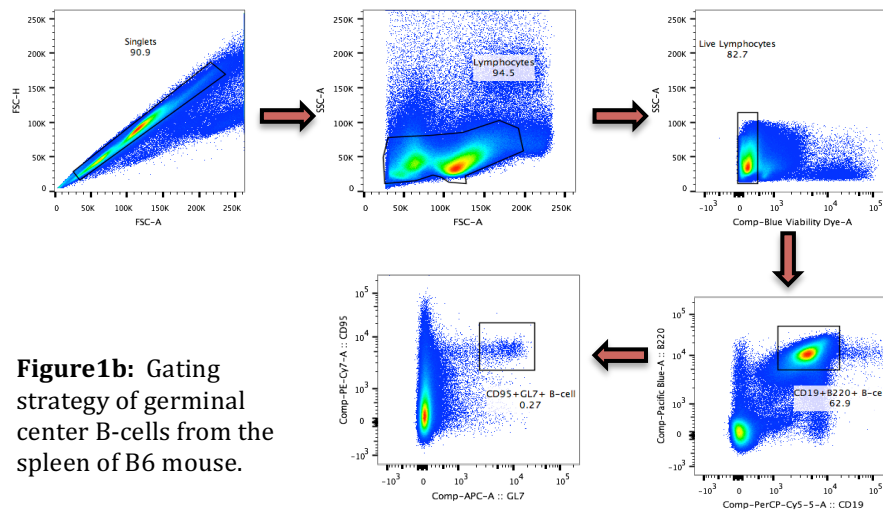 250K
200K
150K
100K
50K
0
FSC-H
Singlets
90.9
0 50K 100K 150K 200K 250K
FSC-A
250K
200K
150K
100K
50K
0
SSC-A
Lymphocytes
94.5
0 50K 100K 150K 200K 250K
FSC-A
250K
200K
150K
100K
50K
0
SSC-A
Live Lymphocytes
82.7
-10³ 0 10³ 10⁴ 10⁵
Comp-Blue Viability Dye-A
10⁵
10⁴
10³
0
-10³
Comp-PE-Cy7-A :: CD95
CD95+GL7+ B-cell
0.27
-10³ 0 10³ 10⁴ 10⁵
Comp-APC-A :: GL7
10⁵
10⁴
10³
0
-10³
Comp-Pacific Blue-A :: B220
CD19+B220+ B-ce
62.9
-10³ 0 10³ 10⁴ 10⁵
Comp-PerCP-Cy5-5-A :: CD19
Figure1b: Gating
strategy of germinal
center B-cells from the
spleen of B6 mouse.